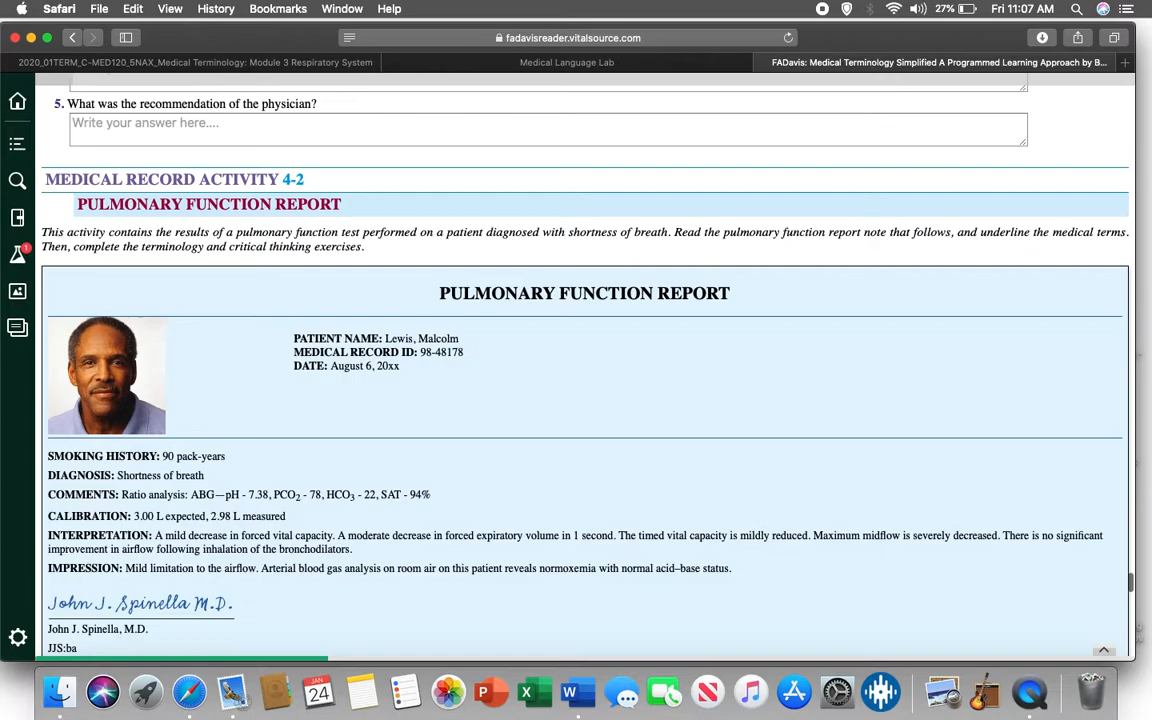 Safari File Edit View History Bookmarks Window Help 27% Fri 11:07 AM
fadavisreader.vitalsource.com
2020_01TERM_C-MED120_5NAX_Medical Terminology: Module 3 Respiratory System Medical Language Lab FADavis: Medical Terminology Simplified A Programmed Learning Approach by B...
5. What was the recommendation of the physician?
Write your answer here....
MEDICAL RECORD ACTIVITY 4-2
PULMONARY FUNCTION REPORT
This activity contains the results of a pulmonary function test performed on a patient diagnosed with shortness of breath. Read the pulmonary function report note that follows, and underline the medical terms.
Then, complete the terminology and critical thinking exercises.
1
PULMONARY FUNCTION REPORT
PATIENT NAME: Lewis, Malcolm
MEDICAL RECORD ID: 98-48178
DATE: August 6, 20xx
SMOKING HISTORY: 90 pack-years
DIAGNOSIS: Shortness of breath
COMMENTS: Ratio analysis: ABG—pH - 7.38, PCO2 - 78, HCO3 - 22, SAT - 94%
CALIBRATION: 3.00 L expected, 2.98 L measured
INTERPRETATION: A mild decrease in forced vital capacity. A moderate decrease in forced expiratory volume in 1 second. The timed vital capacity is mildly reduced. Maximum midflow is severely decreased. There is no significant
improvement in airflow following inhalation of the bronchodilators.
IMPRESSION: Mild limitation to the airflow. Arterial blood gas analysis on room air on this patient reveals normoxemia with normal acid–base status.
John J. Spinella M.D.
John J. Spinella, M.D.
JJS:ba
JAN
24
P X W N